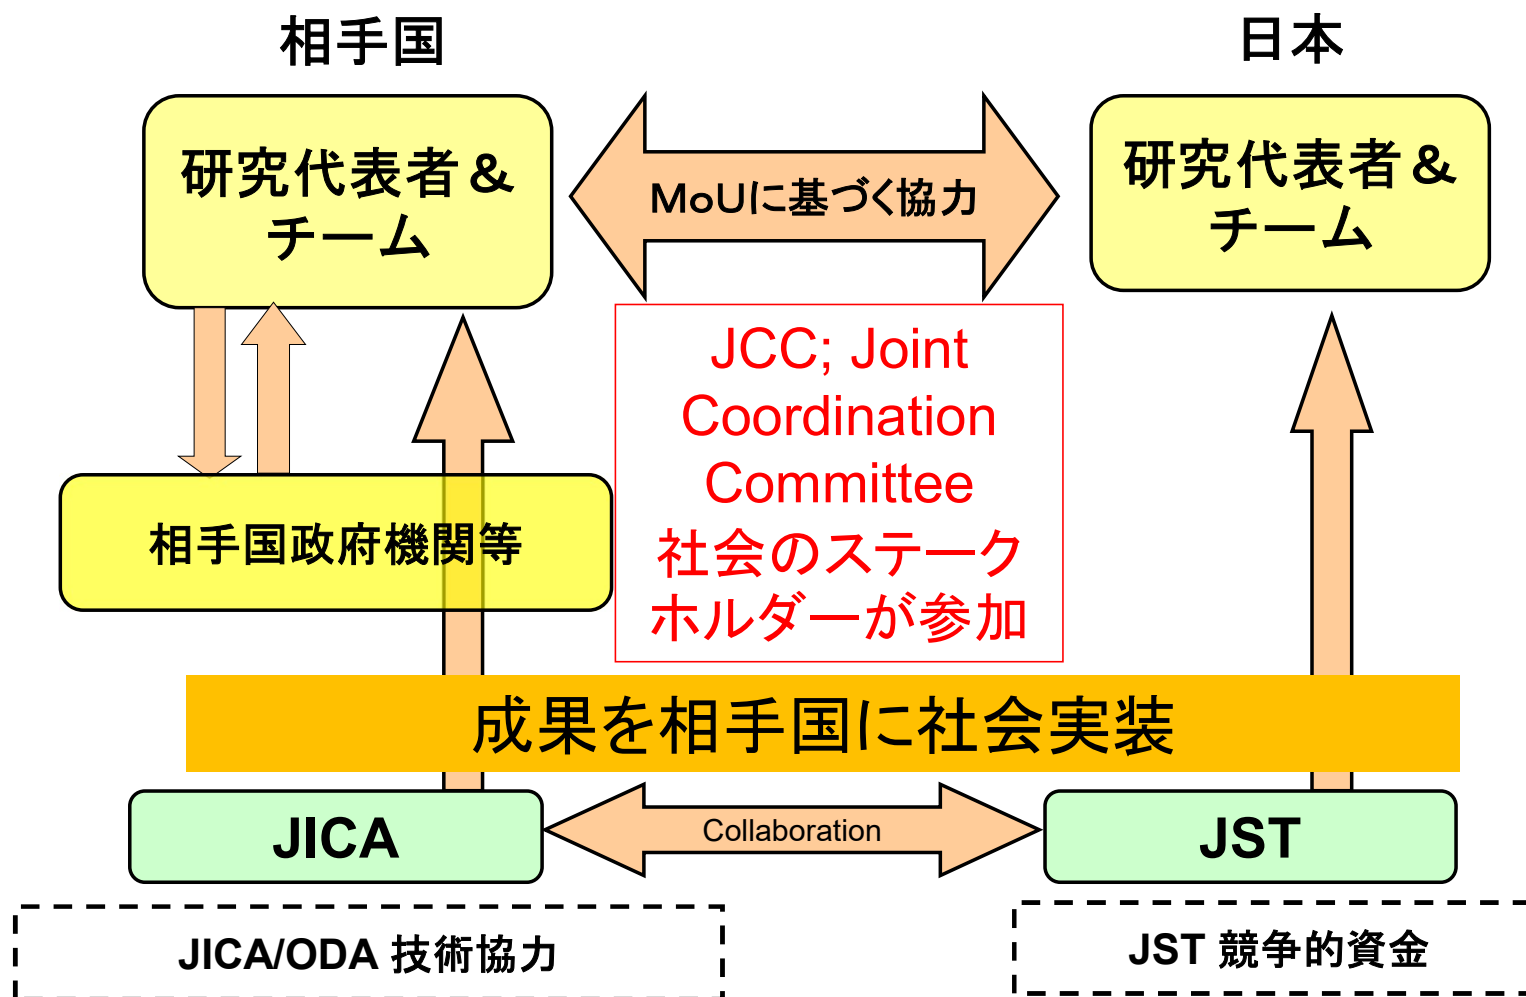 相手国
日本
研究代表者&
チーム
MoUに基づく協力
研究代表者&
チーム
JCC; Joint
Coordination
Committee
社会のステーク
ホルダーが参加
相手国政府機関等
成果を相手国に社会実装
JICA
Collaboration
JST
JICA/ODA 技術協力
JST 競争的資金